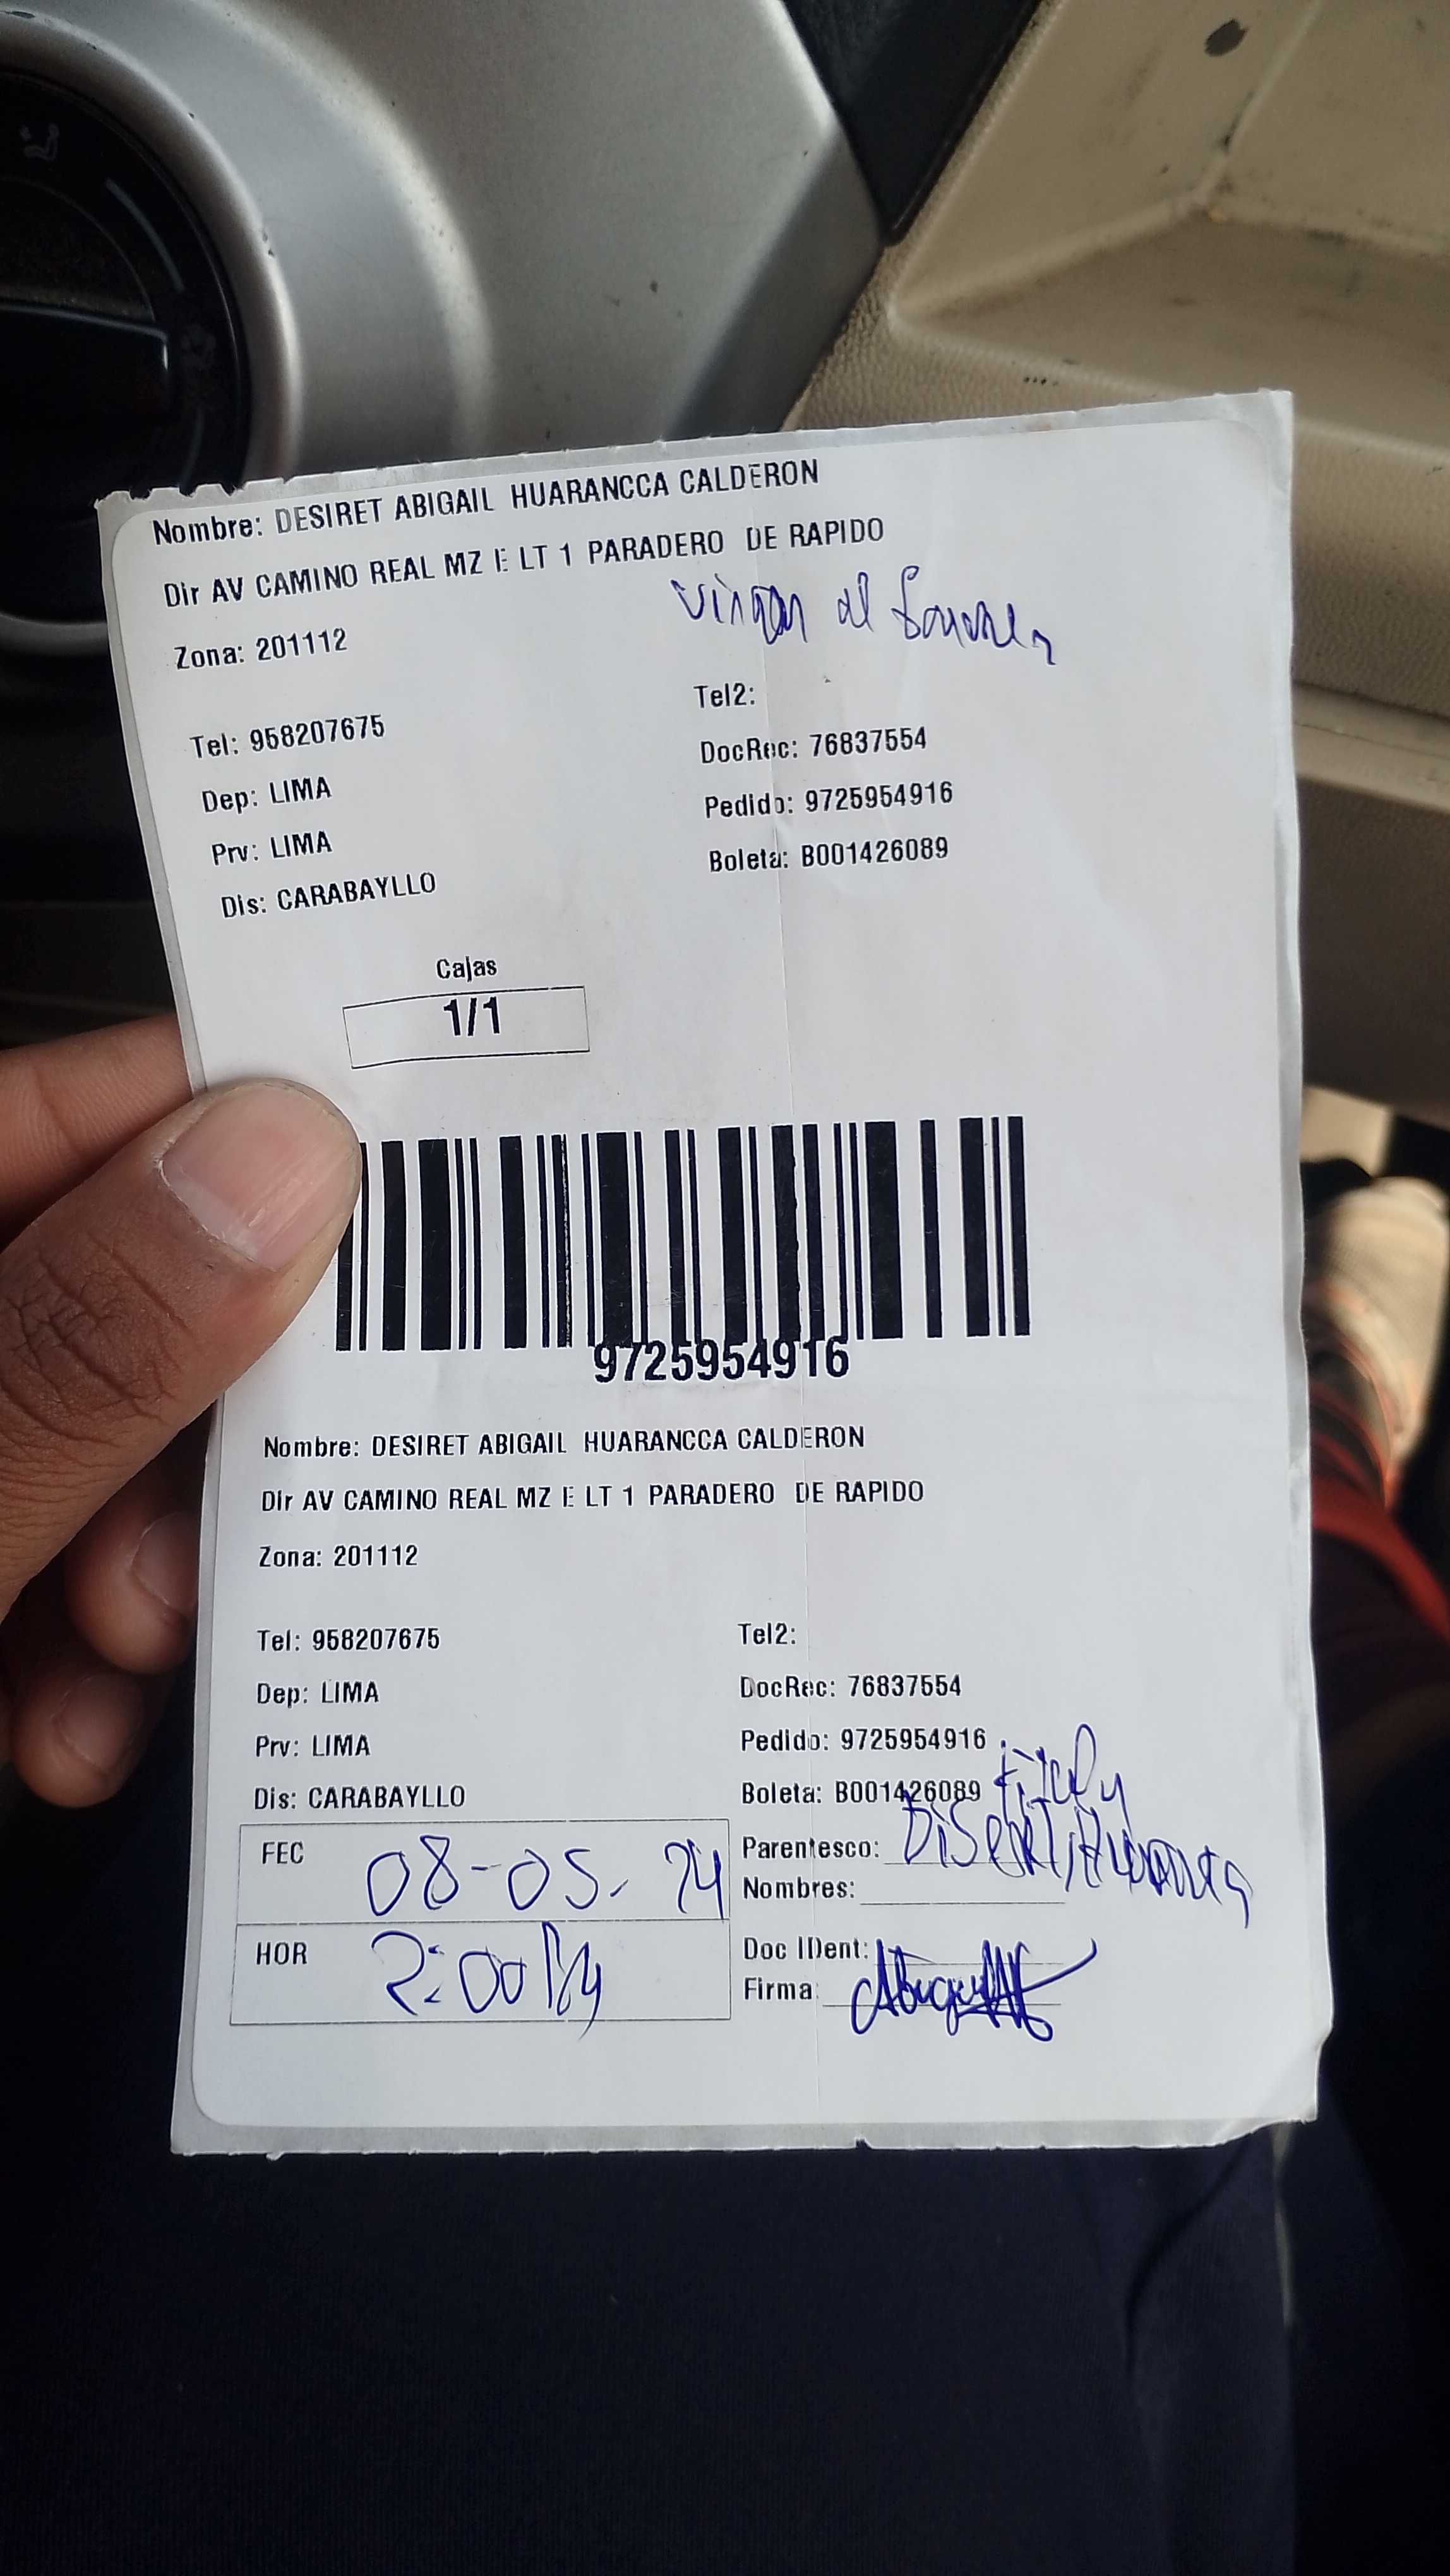 Nombre: DESIRET ABIGAIL HUARANCCA CALDERON
Dir AV CAMINO REAL MZ E LT 1 PARADERO DE RAPIDO
Zona: 201112
Tel2:
Tel: 958207675
DocRec: 76837554
Dep: LIMA
Pedido: 9725954916
Prv: LIMA
Boleta: B001426089
Dis: CARABAYLLO
Cajas
1/1
9725954916
Nombre: DESIRET ABIGAIL HUARANCCA CALDERON
Dir AV CAMINO REAL MZ E LT 1 PARADERO DE RAPIDO
Zona: 201112
Tel: 958207675
Tel2:
Dep: LIMA
DocRec: 76837554
Prv: LIMA
Pedido: 9725954916
Dis: CARABAYLLO
Boleta: B001426089
FEC 08-05-24
Parentesco:
Nombres:
HOR 2:00 PM
Doc IDent:
Firma: